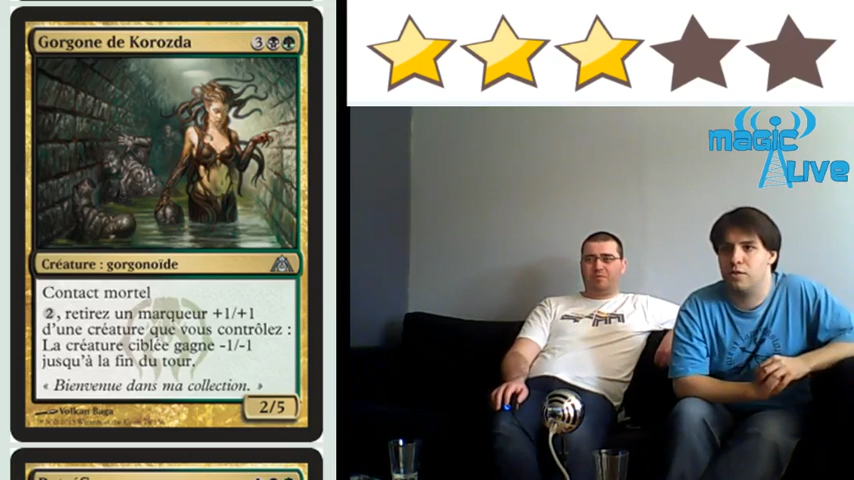 Gorgone de Korozda
3
Créature : gorgonoïde
Contact mortel
2, retirez un marqueur +1/+1
d'une créature que vous contrôlez :
La créature ciblée gagne -1/-1
jusqu'à la fin du tour.
« Bienvenue dans ma collection. »
2/5
Volkan Baga
magic
Live